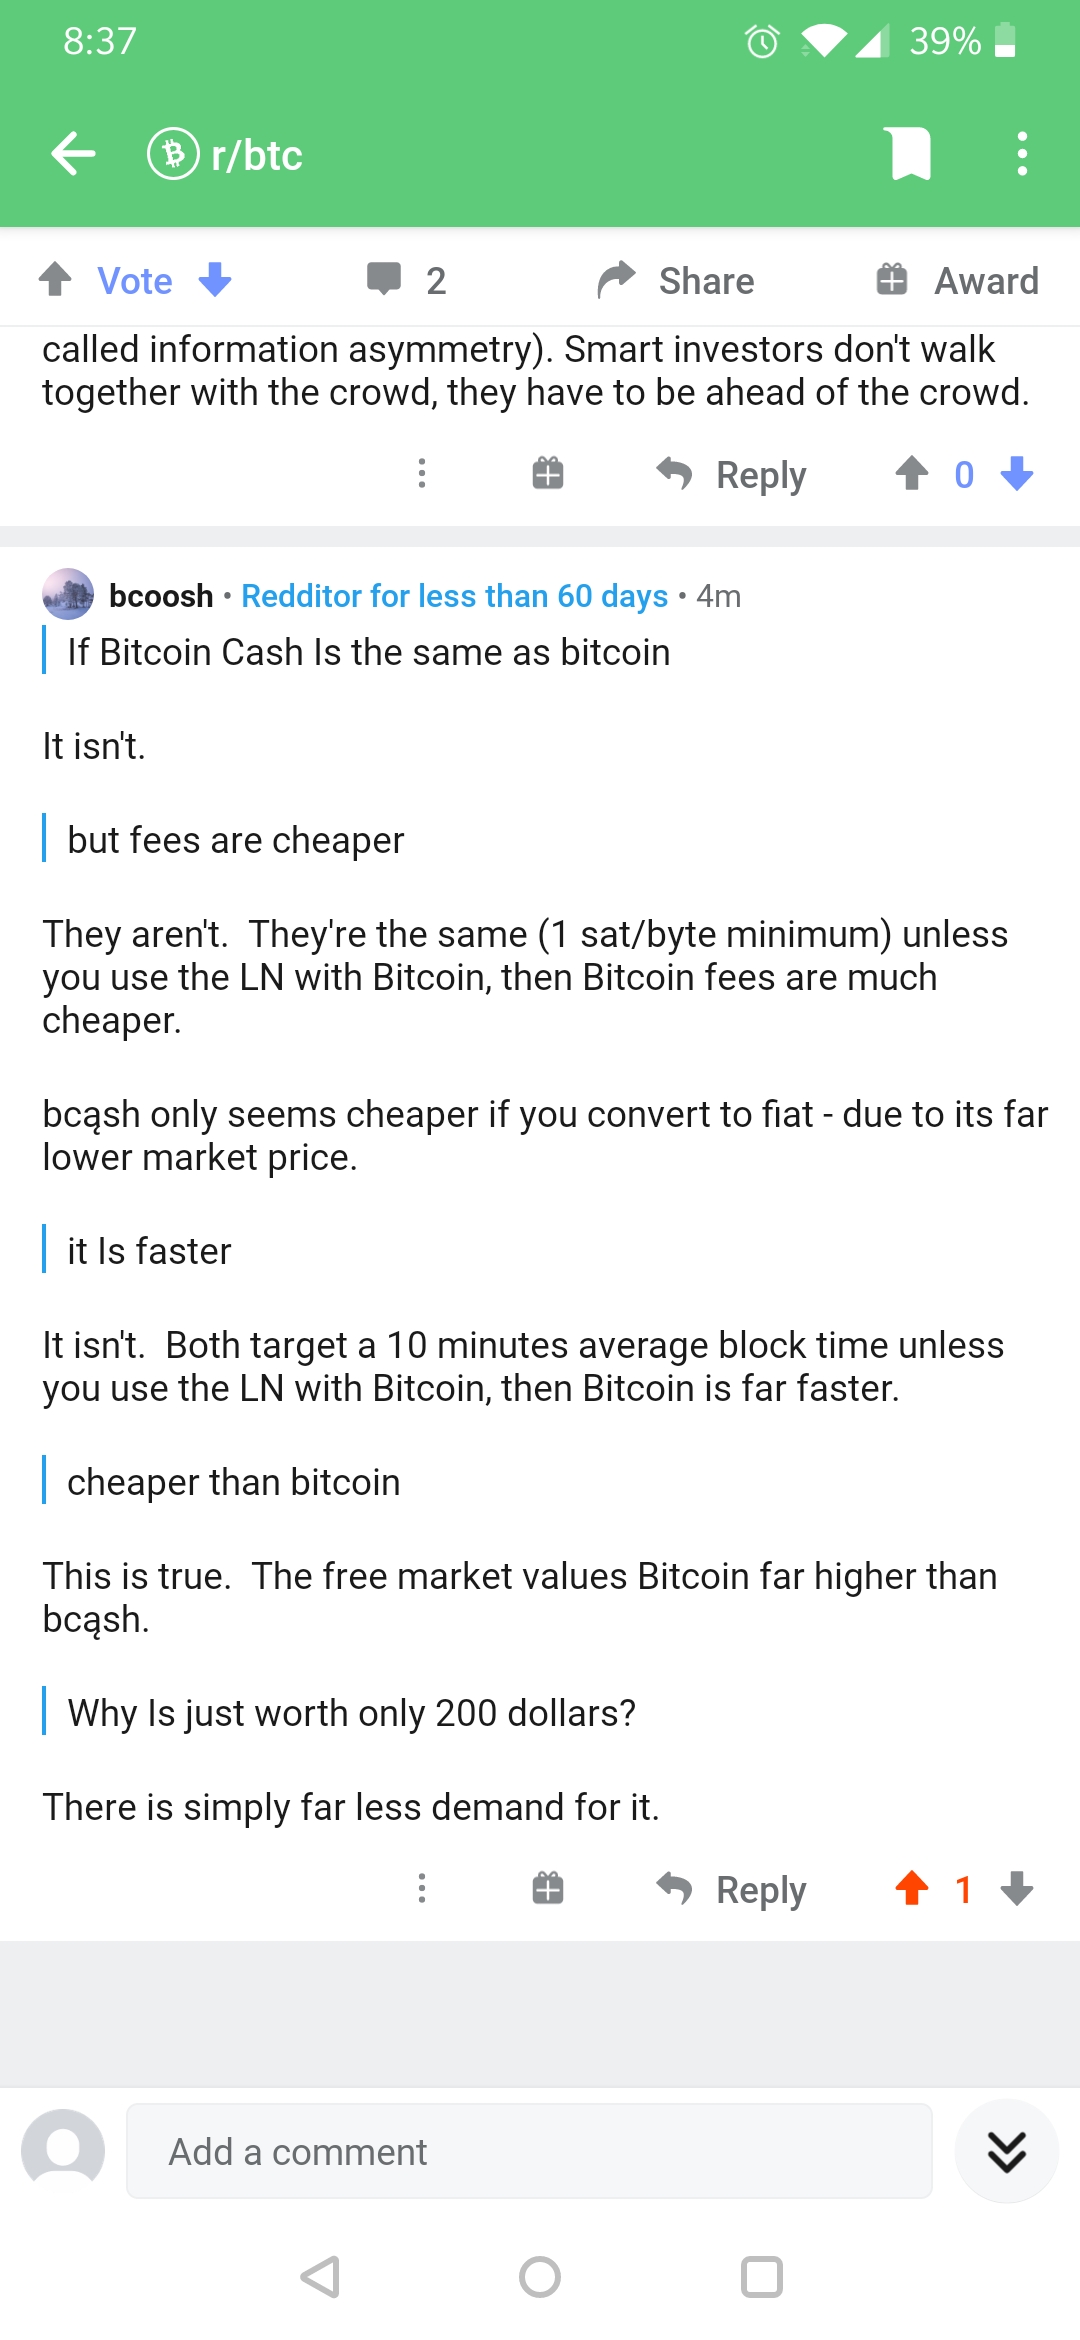 8:37
39%
r/btc
Vote
2
Share
Award
called information asymmetry). Smart investors don't walk
together with the crowd, they have to be ahead of the crowd.
Reply
0
bcoosh • Redditor for less than 60 days • 4m
If Bitcoin Cash Is the same as bitcoin
It isn't.
but fees are cheaper
They aren't.  They're the same (1 sat/byte minimum) unless
you use the LN with Bitcoin, then Bitcoin fees are much
cheaper.
bcąsh only seems cheaper if you convert to fiat - due to its far
lower market price.
it Is faster
It isn't.  Both target a 10 minutes average block time unless
you use the LN with Bitcoin, then Bitcoin is far faster.
cheaper than bitcoin
This is true.  The free market values Bitcoin far higher than
bcąsh.
Why Is just worth only 200 dollars?
There is simply far less demand for it.
Reply
1
Add a comment